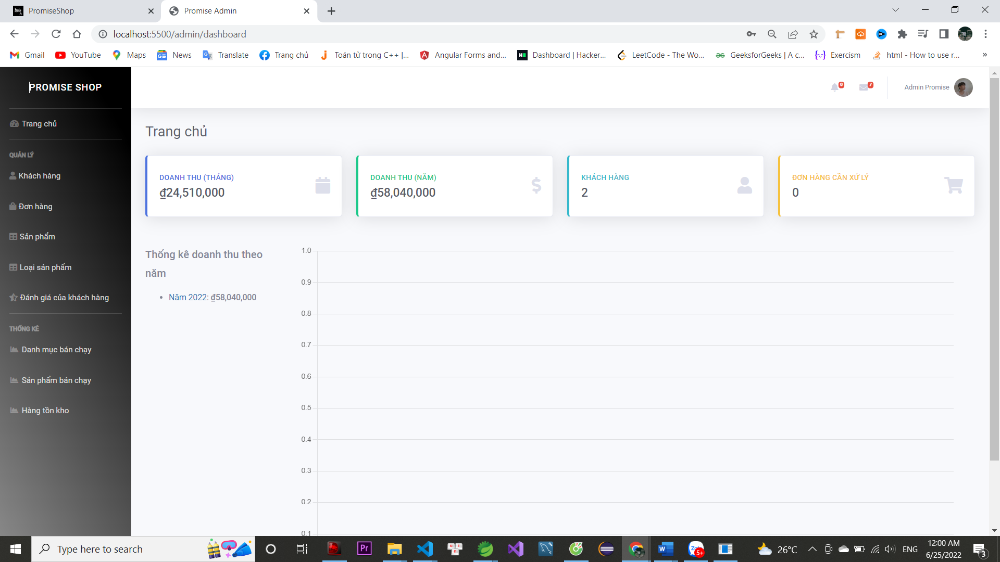 PromiseShop
Promise Admin
localhost:5500/admin/dashboard
Gmail YouTube Maps News Translate Trang chủ Toán tử trong C++ |... Angular Forms and... Dashboard | Hacker... LeetCode - The Wo... GeeksforGeeks | A c... Exercism html - How to use r... »
PROMISE SHOP
Trang chủ
QUẢN LÝ
Khách hàng
Đơn hàng
Sản phẩm
Loại sản phẩm
Đánh giá của khách hàng
THỐNG KÊ
Danh mục bán chạy
Sản phẩm bán chạy
Hàng tồn kho
0
7
Admin Promise
Trang chủ
DOANH THU (THÁNG)
₫24,510,000
DOANH THU (NĂM)
₫58,040,000
KHÁCH HÀNG
2
ĐƠN HÀNG CẦN XỬ LÝ
0
Thống kê doanh thu theo
năm
• Năm 2022: ₫58,040,000
1.0
0.9
0.8
0.7
0.6
0.5
0.4
0.3
0.2
0.1
Type here to search
Pr
5+
26°C
ENG
12:00 AM
6/25/2022
3